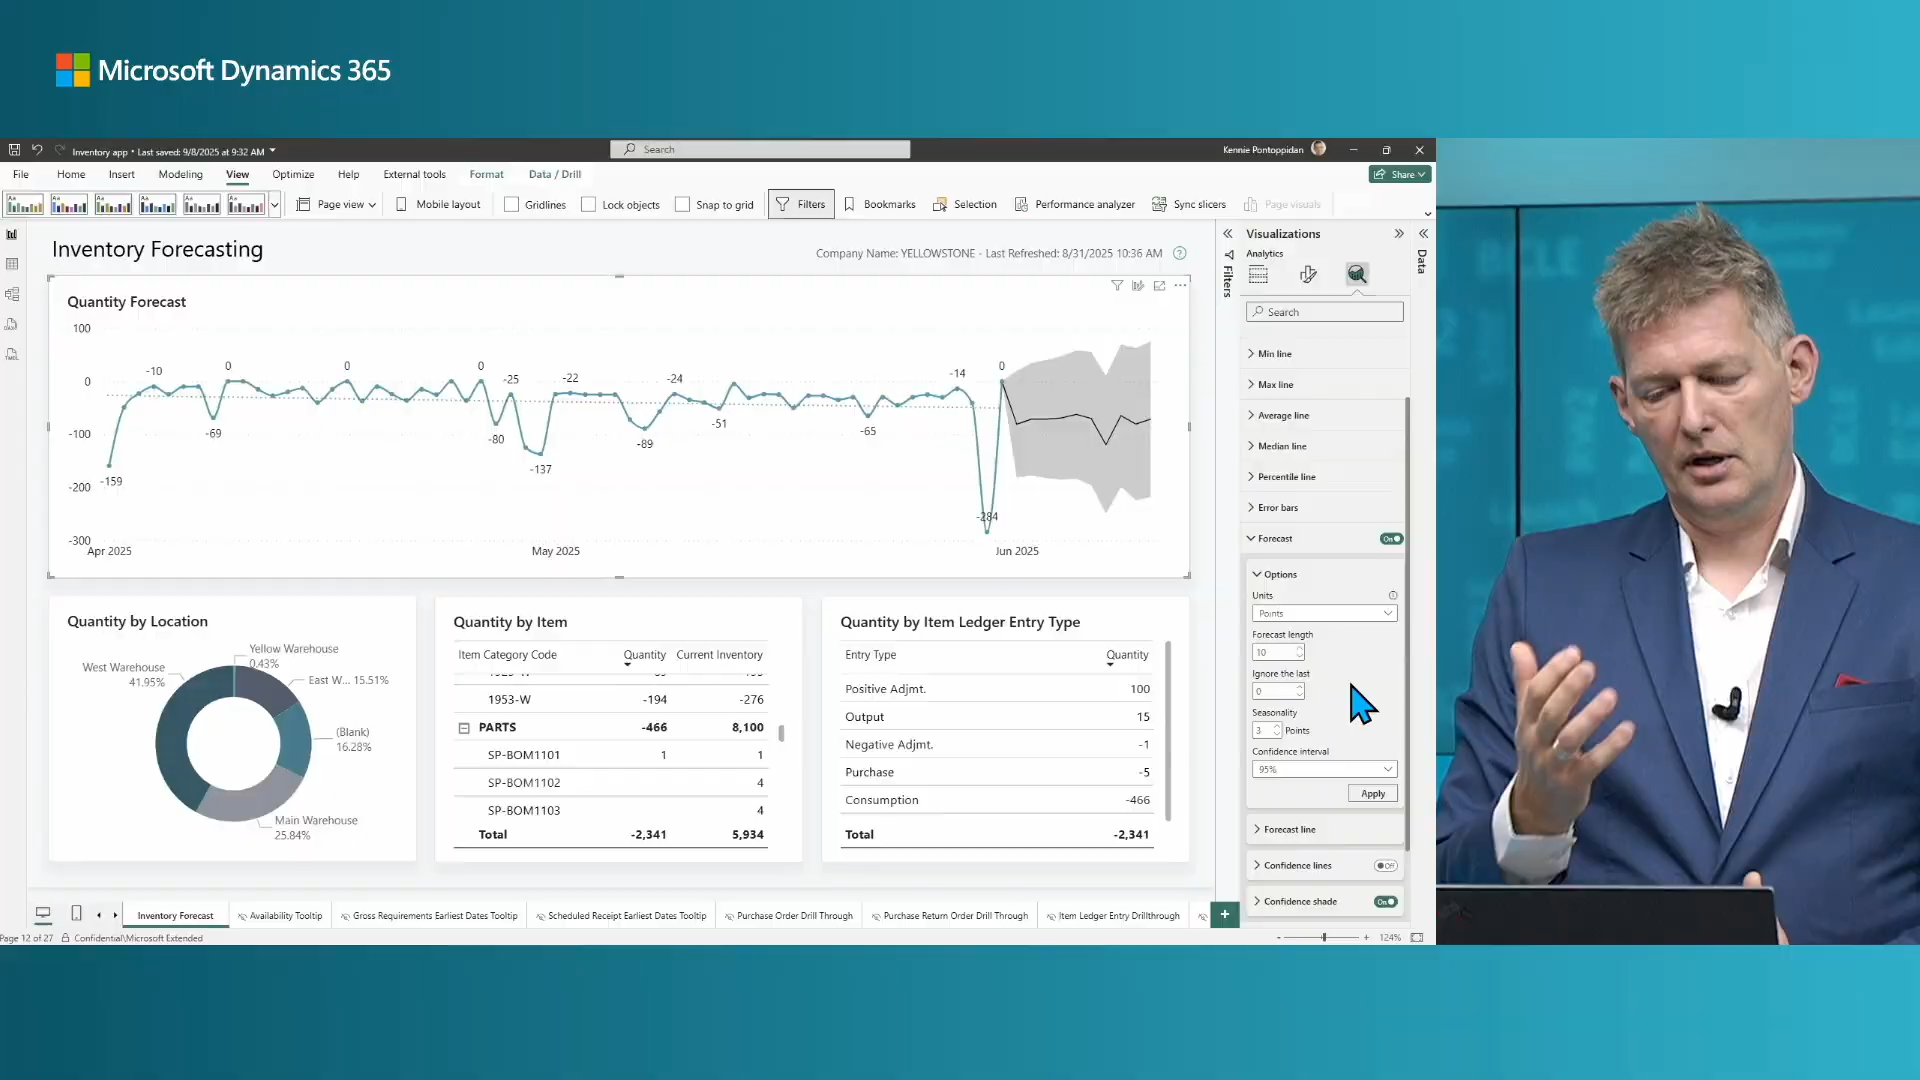 Microsoft Dynamics 365
Inventory app • Last saved: 9/8/2025 at 9:32 AM
Search
Kennie Pontoppidan
File Home Insert Modeling View Optimize Help External tools Format Data / Drill
Share
Page view Mobile layout Gridlines Lock objects Snap to grid Filters Bookmarks Selection Performance analyzer Sync slicers Page visuals
Inventory Forecasting
Company Name: YELLOWSTONE - Last Refreshed: 8/31/2025 10:36 AM
Quantity Forecast
100
0
-100
-200
-300
-159
-10
-69
0
0
0
-80
-25
-137
-22
-89
-24
-51
-65
-14
-284
0
Apr 2025
May 2025
Jun 2025
Quantity by Location
Yellow Warehouse
0.43%
West Warehouse
41.95%
East W... 15.51%
(Blank)
16.28%
Main Warehouse
25.84%
Quantity by Item
Item Category Code Quantity Current Inventory
1953-W -194 -276
PARTS -466 8,100
SP-BOM1101 1 1
SP-BOM1102 4
SP-BOM1103 4
Total -2,341 5,934
Quantity by Item Ledger Entry Type
Entry Type Quantity
Positive Adjmt. 100
Output 15
Negative Adjmt. -1
Purchase -5
Consumption -466
Total -2,341
Filters
Visualizations
Analytics
Search
Min line
Max line
Average line
Median line
Percentile line
Error bars
Forecast On
Options
Units
Points
Forecast length
10
Ignore the last
0
Seasonality
3 Points
Confidence interval
95%
Apply
Forecast line
Confidence lines Off
Confidence shade On
Data
Inventory Forecast Availability Tooltip Gross Requirements Earliest Dates Tooltip Scheduled Receipt Earliest Dates Tooltip Purchase Order Drill Through Purchase Return Order Drill Through Item Ledger Entry Drillthrough
Page 12 of 27 Confidential\Microsoft Extended
124%